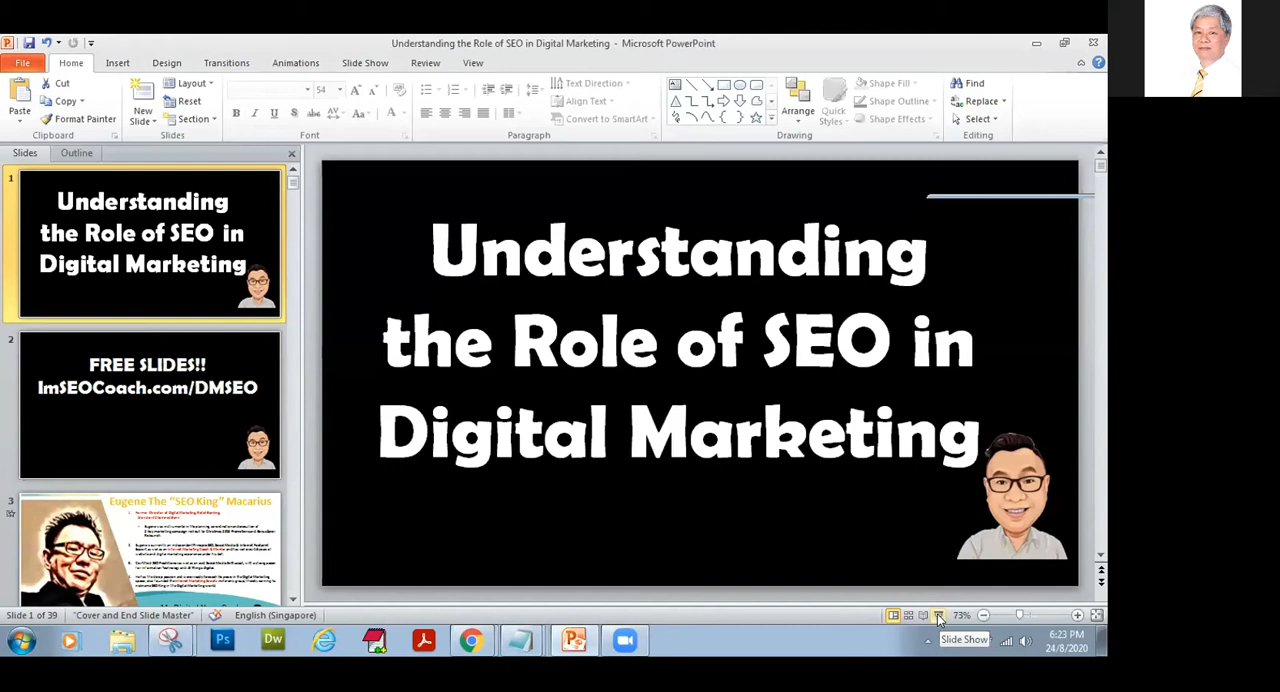 Understanding the Role of SEO in Digital Marketing - Microsoft PowerPoint
File Home Insert Design Transitions Animations Slide Show Review View
Paste
Cut
Copy
Format Painter
Clipboard
New
Slide
Layout
Reset
Section
Slides
54
Font
Text Direction
Align Text
Convert to SmartArt
Paragraph
Arrange
Quick
Styles
Shape Fill
Shape Outline
Shape Effects
Drawing
Find
Replace
Select
Editing
Slides Outline
1
Understanding
the Role of SEO in
Digital Marketing
2
FREE SLIDES!!
ImSEOCoach.com/DMSEO
3
Eugene The "SEO King" Macarius
Understanding
the Role of SEO in
Digital Marketing
Slide 1 of 39 "Cover and End Slide Master" English (Singapore) 73%
Slide Show
Ps Dw
6:23 PM
24/8/2020